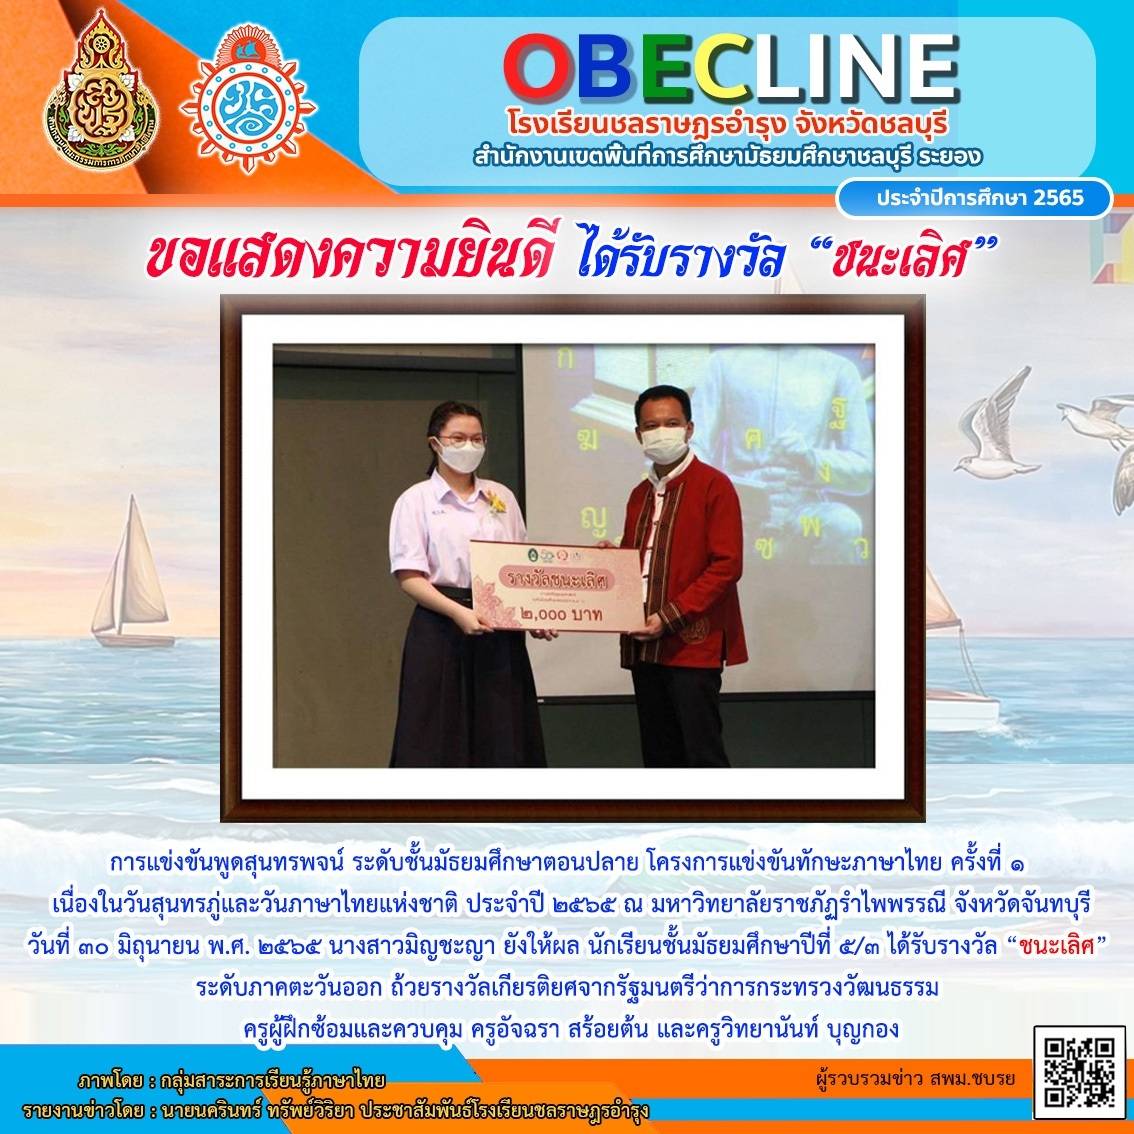 OBECLINE
โรงเรียนชลราษฎรอำรุง จังหวัดชลบุรี
สำนักงานเขตพื้นที่การศึกษามัธยมศึกษาชลบุรี ระยอง
ประจำปีการศึกษา 2565
ขอแสดงความยินดี ได้รับรางวัล “ชนะเลิศ”
ก
ฐ
ฆ ค ง
ญ ซ พ ว
รางวัลชนะเลิศ
๒,๐๐๐ บาท
การแข่งขันพูดสุนทรพจน์ ระดับชั้นมัธยมศึกษาตอนปลาย โครงการแข่งขันทักษะภาษาไทย ครั้งที่ ๑
เนื่องในวันสุนทรภู่และวันภาษาไทยแห่งชาติ ประจำปี ๒๕๖๕ ณ มหาวิทยาลัยราชภัฏรำไพพรรณี จังหวัดจันทบุรี
วันที่ ๓๐ มิถุนายน พ.ศ. ๒๕๖๕ นางสาวมิญชะญา ยังให้ผล นักเรียนชั้นมัธยมศึกษาปีที่ ๕/๓ ได้รับรางวัล “ชนะเลิศ”
ระดับภาคตะวันออก ถ้วยรางวัลเกียรติยศจากรัฐมนตรีว่าการกระทรวงวัฒนธรรม
ครูผู้ฝึกซ้อมและควบคุม ครูอัจฉรา สร้อยต้น และครูวิทยานันท์ บุญกอง
ภาพโดย : กลุ่มสาระการเรียนรู้ภาษาไทย
รายงานข่าวโดย : นายนครินทร์ ทรัพย์วิริยา ประชาสัมพันธ์โรงเรียนชลราษฎรอำรุง
ผู้รวบรวมข่าว สพม.ชบรย